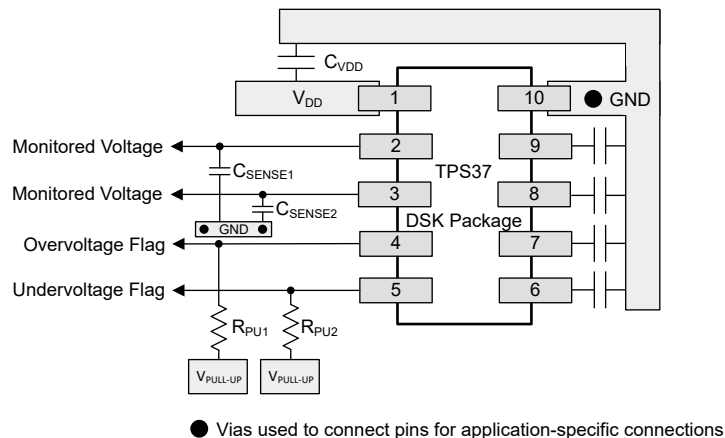 C_VDD
V_DD
1
10
GND
Monitored Voltage
2
9
C_SENSE1
TPS37
Monitored Voltage
3
8
C_SENSE2
GND
DSK Package
Overvoltage Flag
4
7
Undervoltage Flag
5
6
R_PU1
R_PU2
V_PULL-UP
V_PULL-UP
Vias used to connect pins for application-specific connections